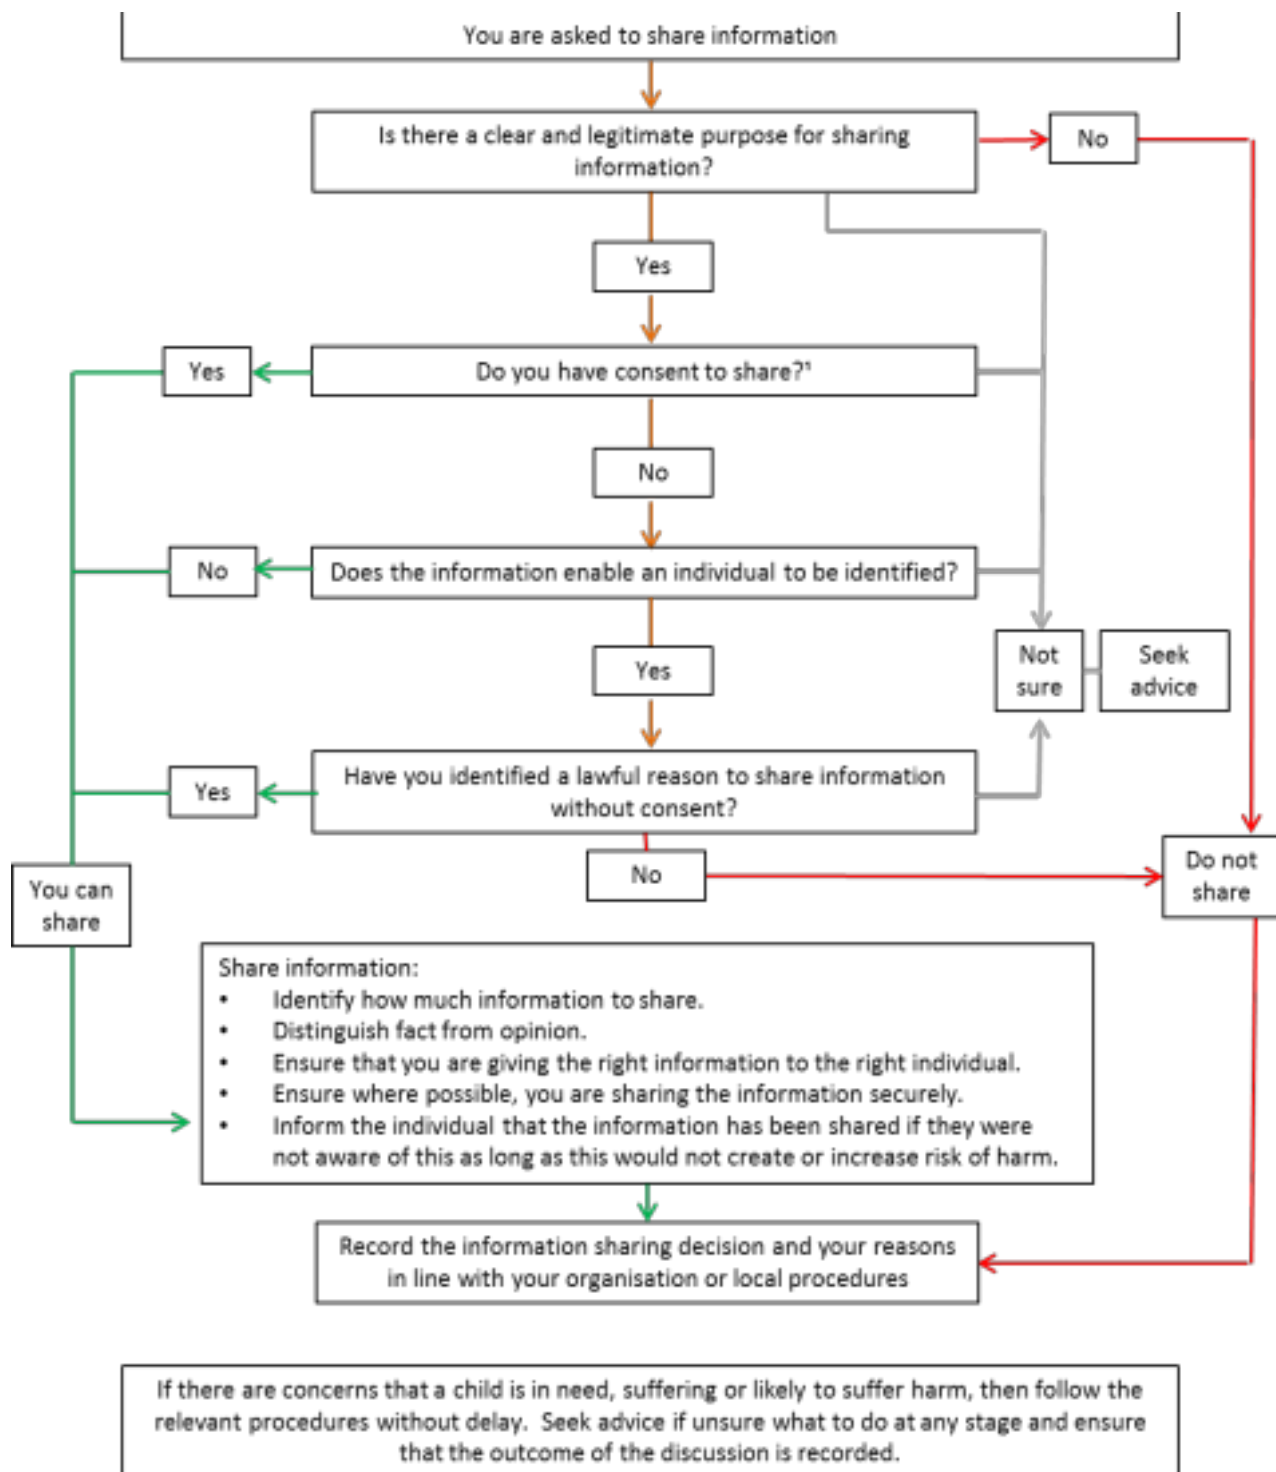 You are asked to share information
Is there a clear and legitimate purpose for sharing
information?
No
Yes
Yes
Do you have consent to share?¹
No
No
Does the information enable an individual to be identified?
Yes
Not
sure
Seek
advice
Yes
Have you identified a lawful reason to share information
without consent?
No
You can
share
Do not
share
Share information:
• Identify how much information to share.
• Distinguish fact from opinion.
• Ensure that you are giving the right information to the right individual.
• Ensure where possible, you are sharing the information securely.
• Inform the individual that the information has been shared if they were
not aware of this as long as this would not create or increase risk of harm.
Record the information sharing decision and your reasons
in line with your organisation or local procedures
If there are concerns that a child is in need, suffering or likely to suffer harm, then follow the
relevant procedures without delay. Seek advice if unsure what to do at any stage and ensure
that the outcome of the discussion is recorded.